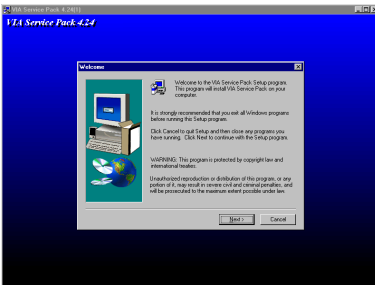 VIA Service Pack 4.24(1)
VIA Service Pack 4.24
Welcome
Welcome to the VIA Service Pack Setup program.
This program will install VIA Service Pack on your
computer.
It is strongly recommended that you exit all Windows programs
before running this Setup program.
Click Cancel to quit Setup and then close any programs you
have running. Click Next to continue with the Setup program.
WARNING: This program is protected by copyright law and
international treaties.
Unauthorized reproduction or distribution of this program, or any
portion of it, may result in severe civil and criminal penalties, and
will be prosecuted to the maximum extent possible under law.
Next >
Cancel